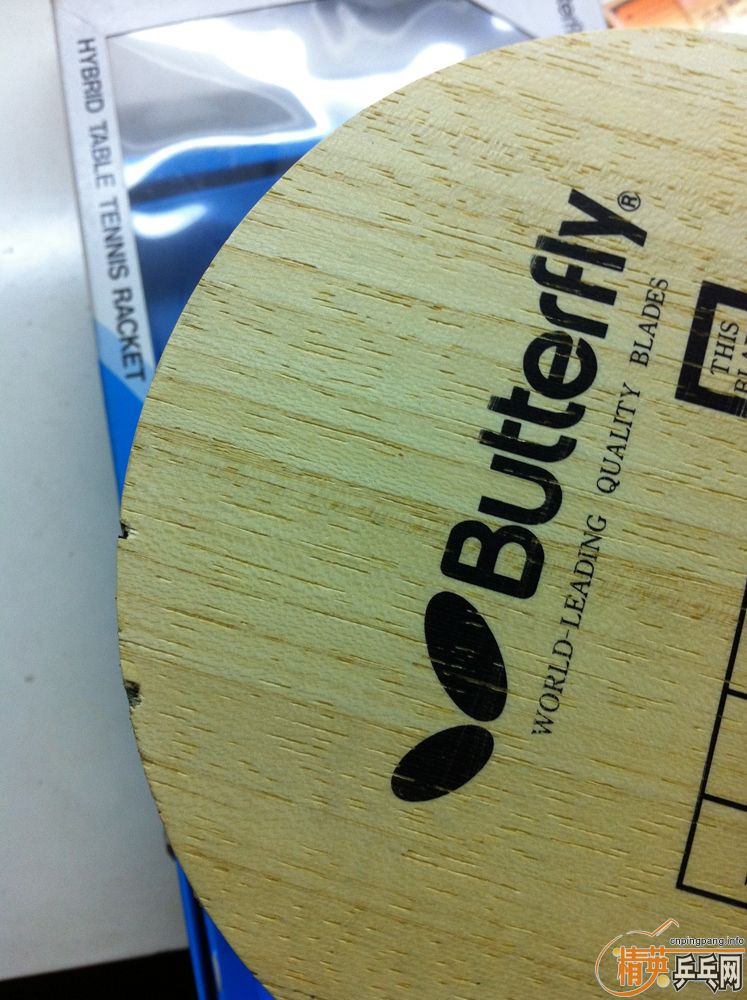 HYBRID TABLE TENNIS RACKET
Butterfly®
WORLD-LEADING QUALITY BLADES
THIS
cnpingpang.info
精英乒乓网